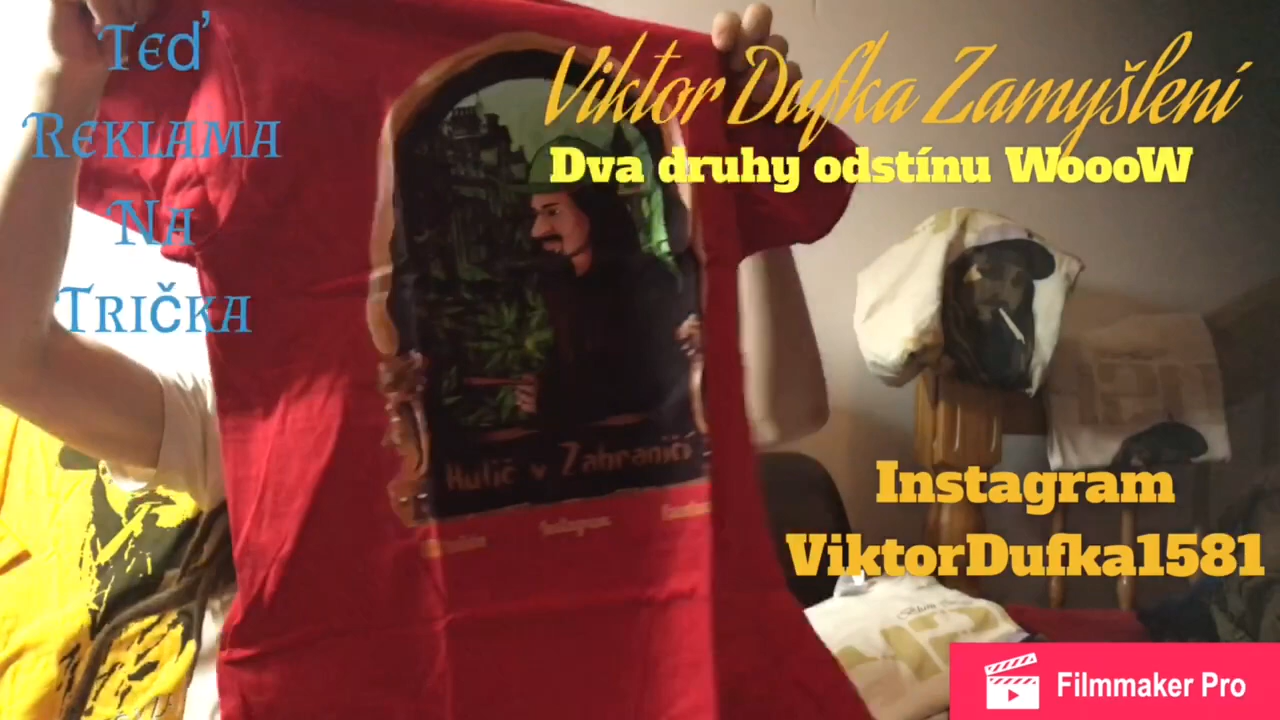 Teď
Reklama
Na
Trička
Viktor Dufka Zamyšlení
Dva druhy odstínu WoooW
Hulič v Zahraničí
Instagram
Instagram
ViktorDufka1581
Filmmaker Pro